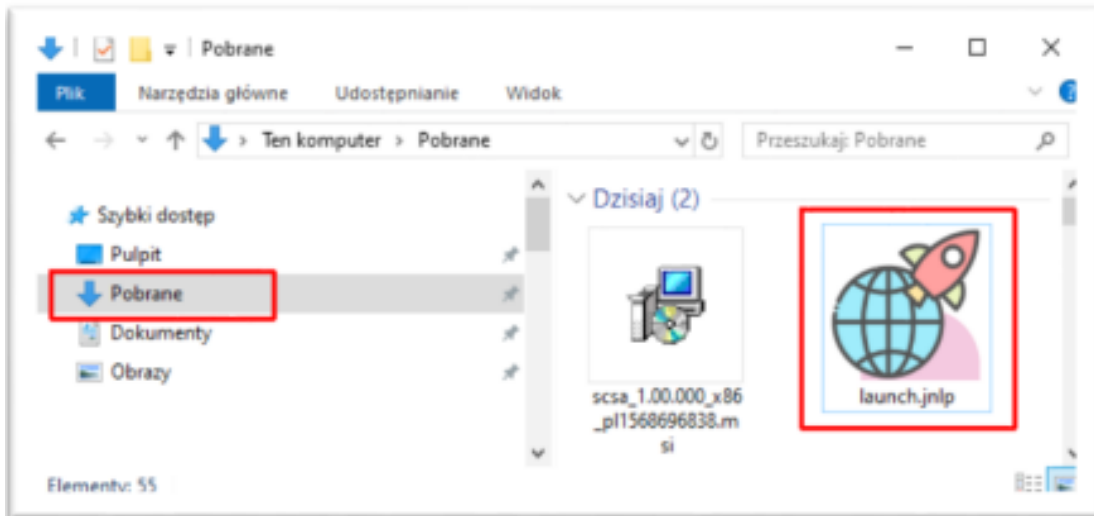 Pobrane
Plik Narzędzia główne Udostępnianie Widok
Ten komputer › Pobrane Przeszukaj: Pobrane
Szybki dostęp
Pulpit
Pobrane
Dokumenty
Obrazy
Dzisiaj (2)
scsa_1.00.000_x86
_pl1568696838.m
si
launch.jnlp
Elementy: 55